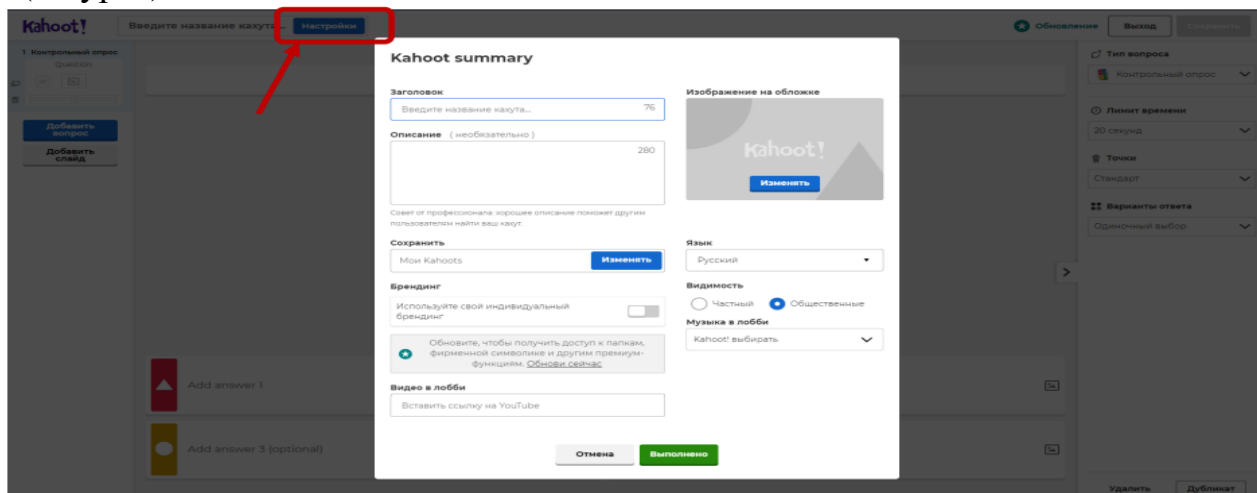 Kahoot!
Введите название кахута...
Настройки
Обновление
Выход
Сохранить
1 Контрольный опрос
Question
Добавить вопрос
Добавить слайд
Kahoot summary
Заголовок
Введите название кахута...
76
Описание (необязательно)
280
Совет от профессионала: хорошее описание поможет другим
пользователям найти ваш кахут.
Сохранить
Мои Kahoots
Изменять
Брендинг
Используйте свой индивидуальный
брендинг
Обновите, чтобы получить доступ к папкам,
фирменной символике и другим премиум-
функциям. Обнови сейчас
Видео в лобби
Вставить ссылку на YouTube
Изображение на обложке
Kahoot!
Изменять
Язык
Русский
Видимость
Частный
Общественные
Музыка в лобби
Kahoot! выбирать
Отмена
Выполнено
Add answer 1
Add answer 3 (optional)
Тип вопроса
Контрольный опрос
Лимит времени
20 секунд
Точки
Стандарт
Варианты ответа
Одиночный выбор
Удалить
Дубликат